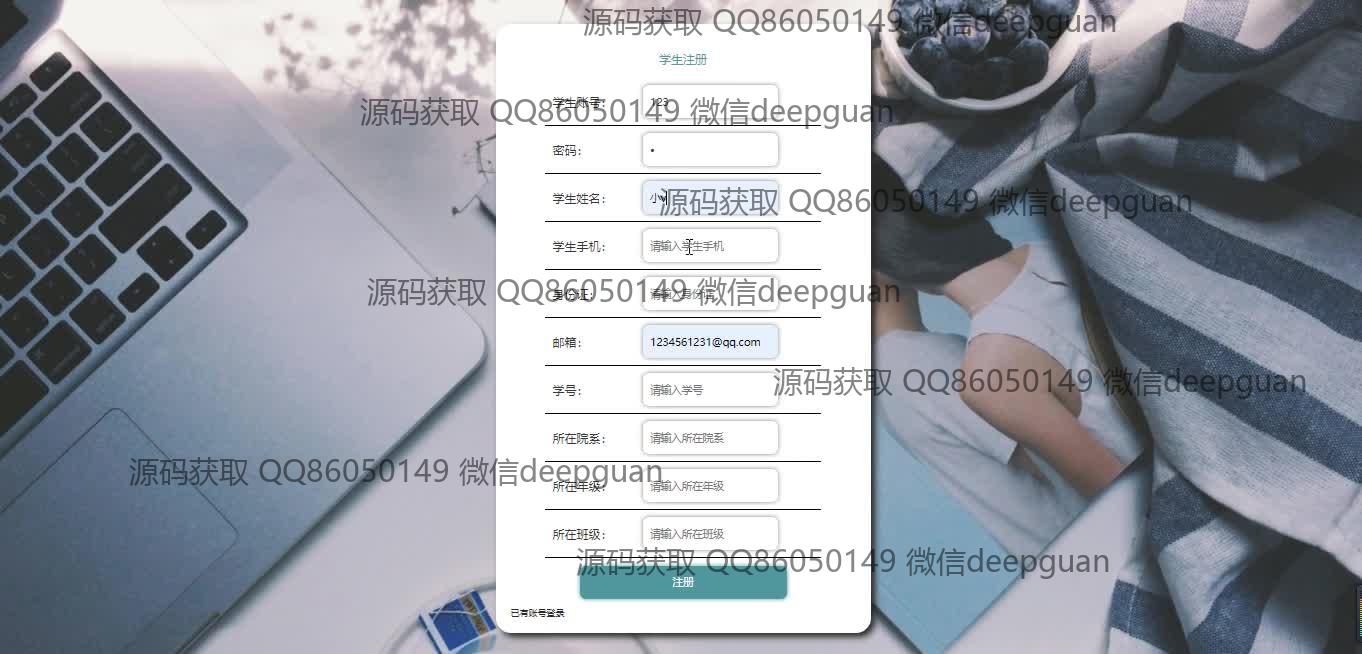 源码获取 QQ86050149 微信deepguan
学生注册
学生账号： 123
源码获取 QQ86050149 微信deepguan
密码： •
学生姓名：
源码获取 QQ86050149 微信deepguan
学生手机： 请输入学生手机
身份证： 请输入身份证
源码获取 QQ86050149 微信deepguan
邮箱： 1234561231@qq.com
源码获取 QQ86050149 微信deepguan
学号： 请输入学号
所在院系： 请输入所在院系
源码获取 QQ86050149 微信deepguan
所在年级： 请输入所在年级
所在班级： 请输入所在班级
源码获取 QQ86050149 微信deepguan
注册
已有账号登录